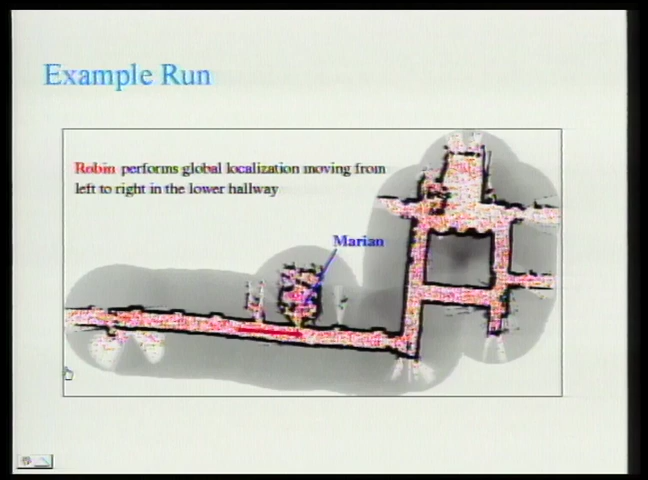 Example Run
Robin performs global localization moving from
left to right in the lower hallway
Marian